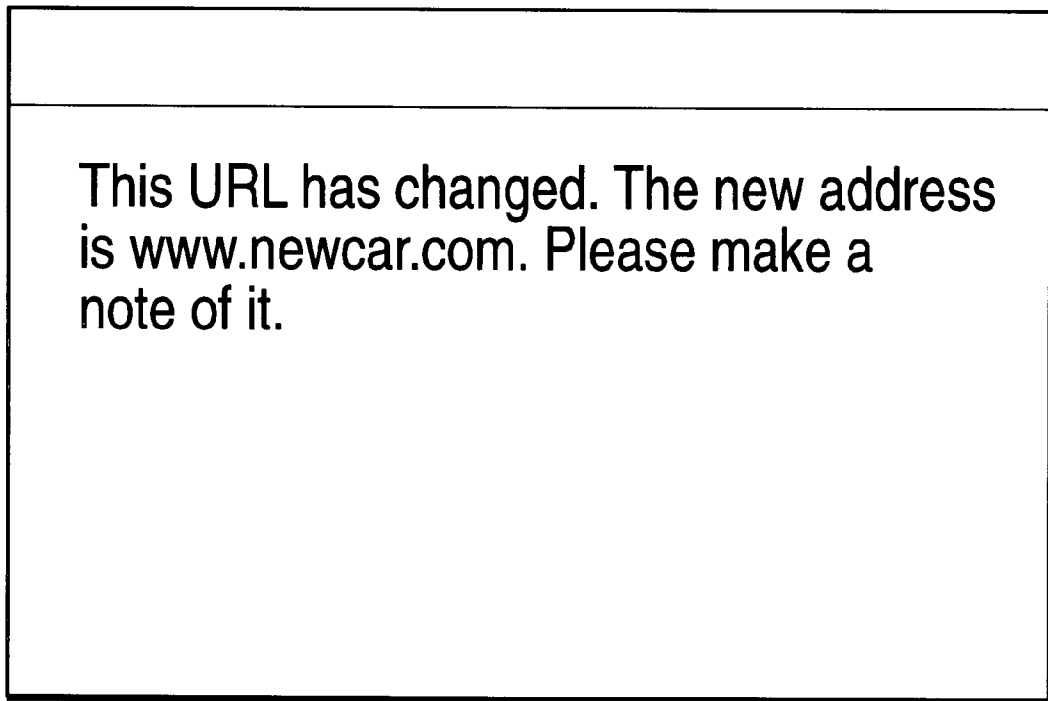 This URL has changed. The new address
is www.newcar.com. Please make a
note of it.